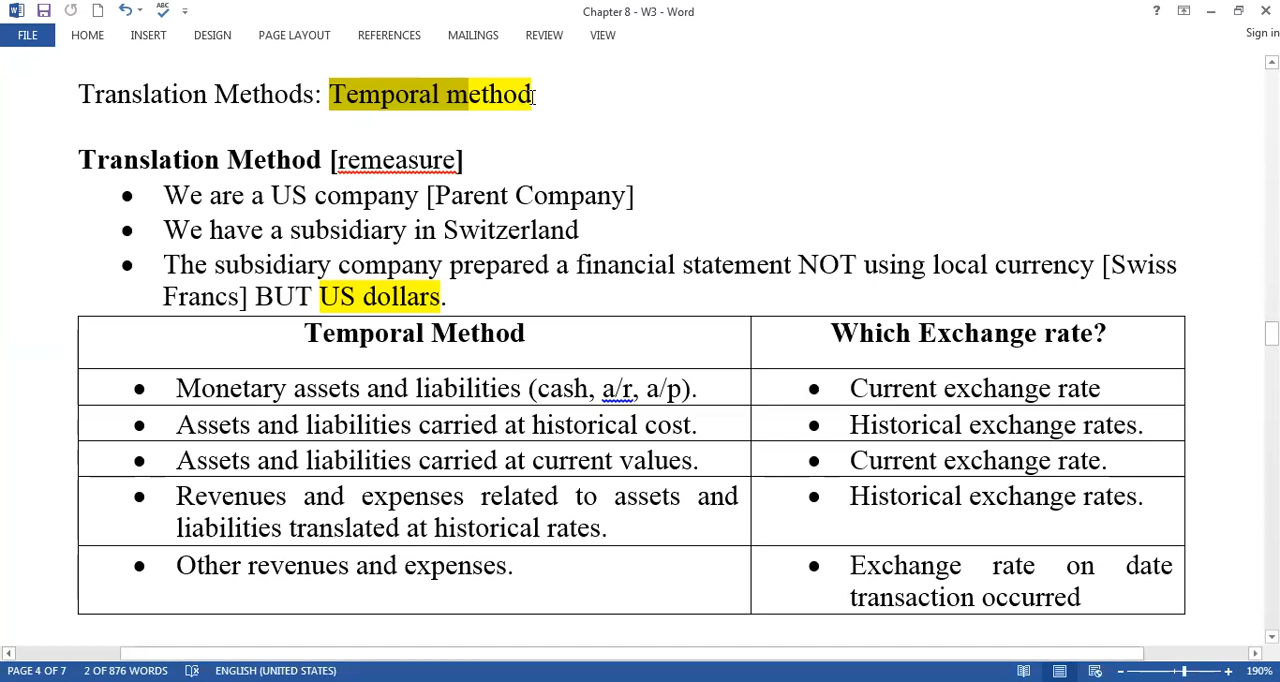 Chapter 8 - W3 - Word
Sign in
FILE HOME INSERT DESIGN PAGE LAYOUT REFERENCES MAILINGS REVIEW VIEW
Translation Methods: Temporal method
Translation Method [remeasure]
• We are a US company [Parent Company]
• We have a subsidiary in Switzerland
• The subsidiary company prepared a financial statement NOT using local currency [Swiss
Francs] BUT US dollars.
Temporal Method Which Exchange rate?
• Monetary assets and liabilities (cash, a/r, a/p). • Current exchange rate
• Assets and liabilities carried at historical cost. • Historical exchange rates.
• Assets and liabilities carried at current values. • Current exchange rate.
• Revenues and expenses related to assets and
liabilities translated at historical rates.
• Historical exchange rates.
• Other revenues and expenses.
• Exchange rate on date
transaction occurred
PAGE 4 OF 7 2 OF 876 WORDS ENGLISH (UNITED STATES) 190%